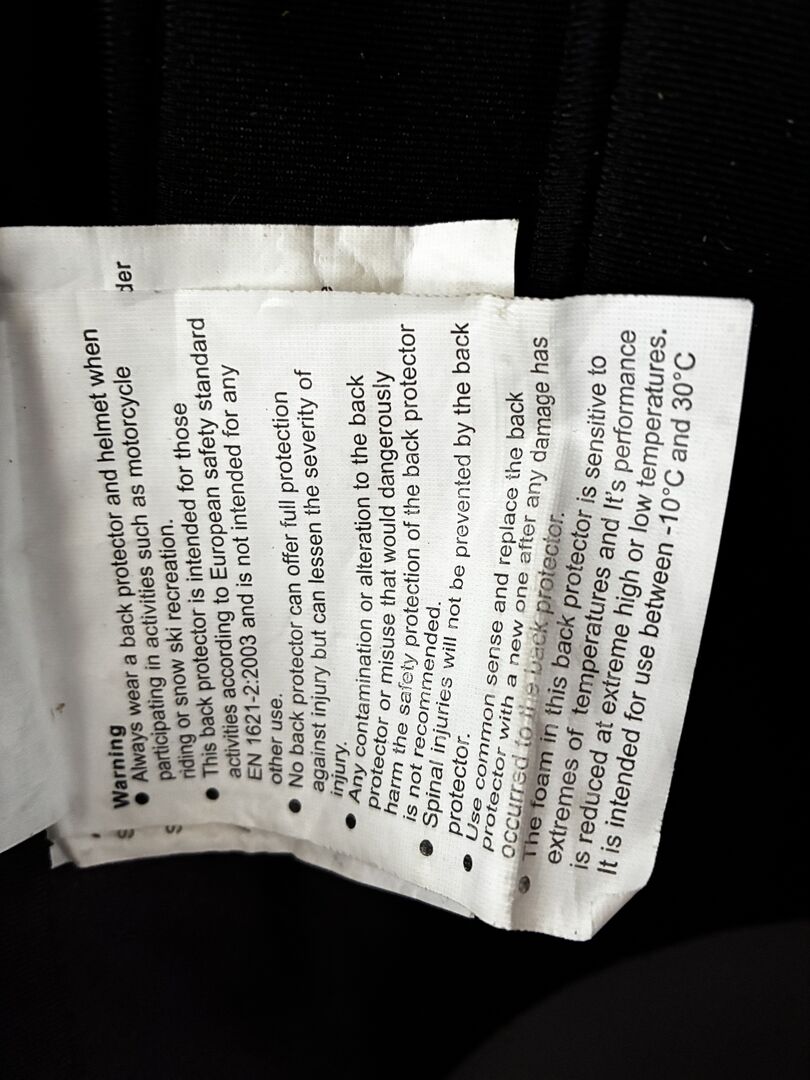 Warning
● Always wear a back protector and helmet when
participating in activities such as motorcycle
riding or snow ski recreation.
● This back protector is intended for those
activities according to European safety standard
EN 1621-2:2003 and is not intended for any
other use.
● No back protector can offer full protection
against injury but can lessen the severity of
injury.
● Any contamination or alteration to the back
protector or misuse that would dangerously
harm the safety protection of the back protector
is not recommended.
● Spinal injuries will not be prevented by the back
protector.
● Use common sense and replace the back
protector with a new one after any damage has
occurred to the back protector.
● The foam in this back protector is sensitive to
extremes of temperatures and It's performance
is reduced at extreme high or low temperatures.
It is intended for use between -10°C and 30°C
der